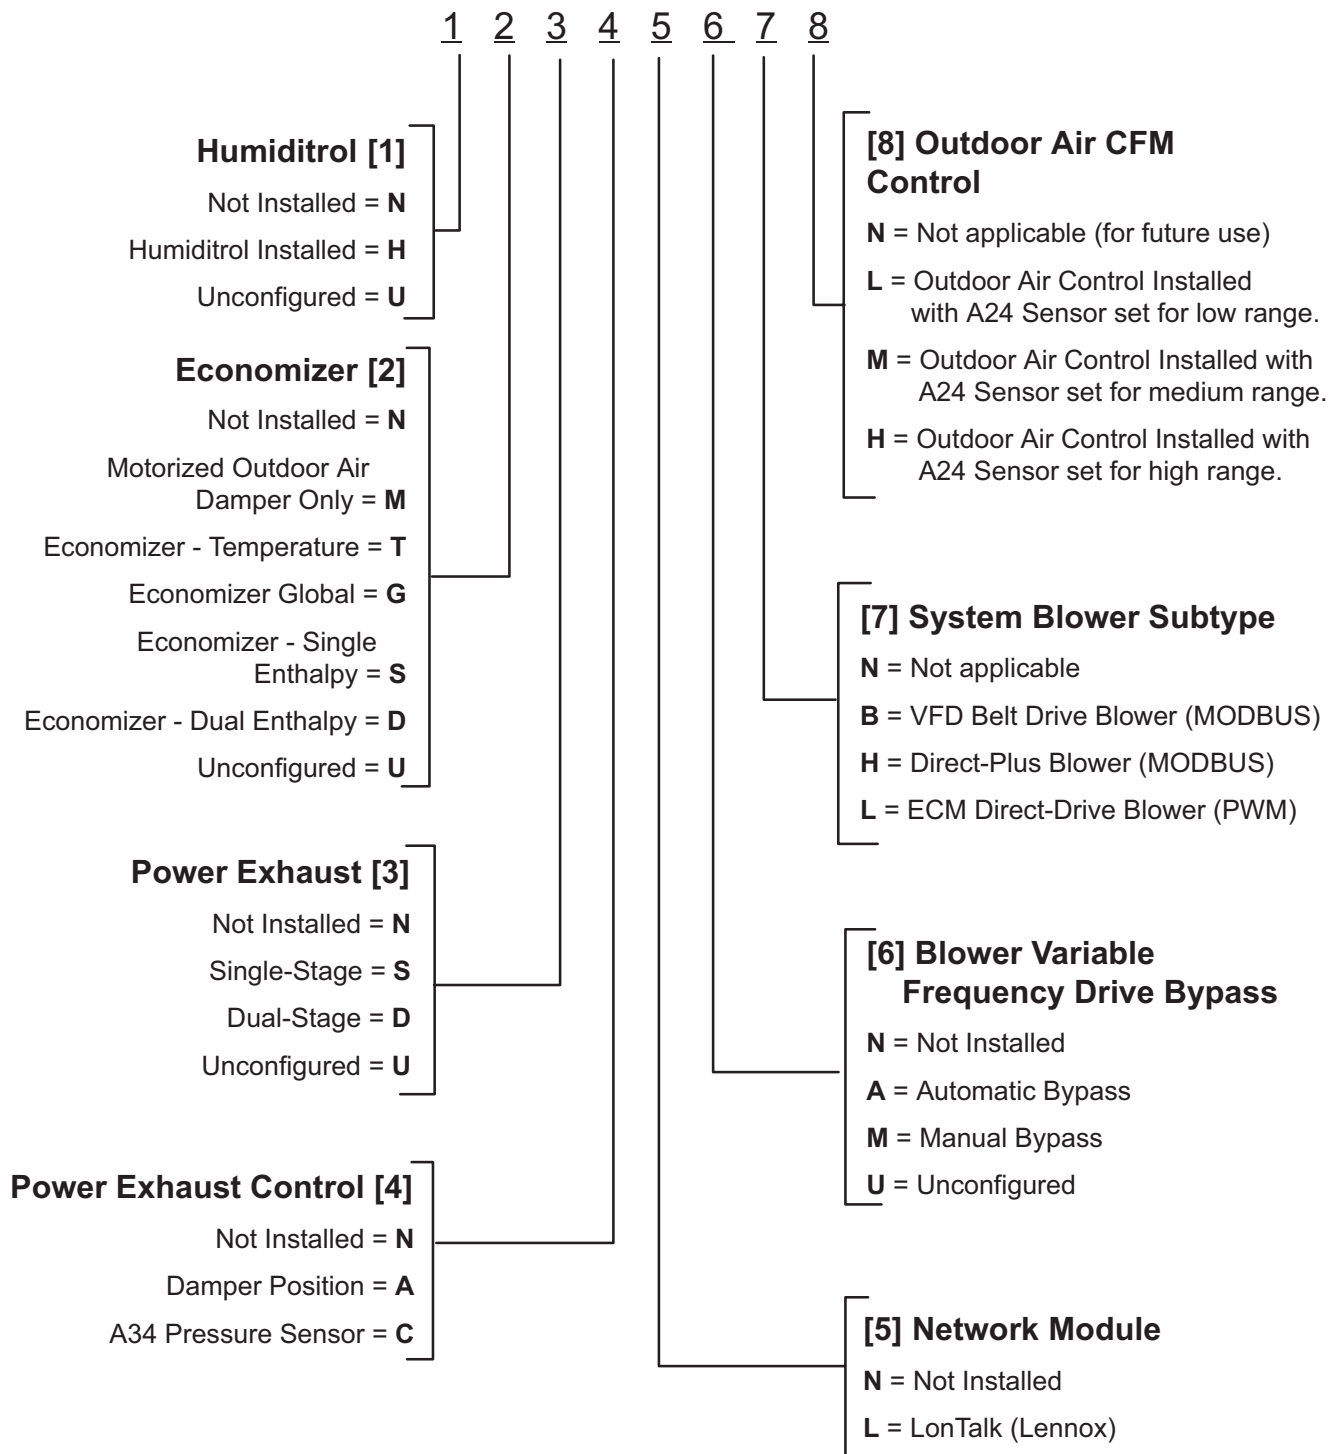 1 2 3 4 5 6 7 8
Humiditrol [1]
Not Installed = N
Humiditrol Installed = H
Unconfigured = U
Economizer [2]
Not Installed = N
Motorized Outdoor Air
Damper Only = M
Economizer - Temperature = T
Economizer Global = G
Economizer - Single
Enthalpy = S
Economizer - Dual Enthalpy = D
Unconfigured = U
Power Exhaust [3]
Not Installed = N
Single-Stage = S
Dual-Stage = D
Unconfigured = U
Power Exhaust Control [4]
Not Installed = N
Damper Position = A
A34 Pressure Sensor = C
[8] Outdoor Air CFM
Control
N = Not applicable (for future use)
L = Outdoor Air Control Installed
with A24 Sensor set for low range.
M = Outdoor Air Control Installed with
A24 Sensor set for medium range.
H = Outdoor Air Control Installed with
A24 Sensor set for high range.
[7] System Blower Subtype
N = Not applicable
B = VFD Belt Drive Blower (MODBUS)
H = Direct-Plus Blower (MODBUS)
L = ECM Direct-Drive Blower (PWM)
[6] Blower Variable
Frequency Drive Bypass
N = Not Installed
A = Automatic Bypass
M = Manual Bypass
U = Unconfigured
[5] Network Module
N = Not Installed
L = LonTalk (Lennox)